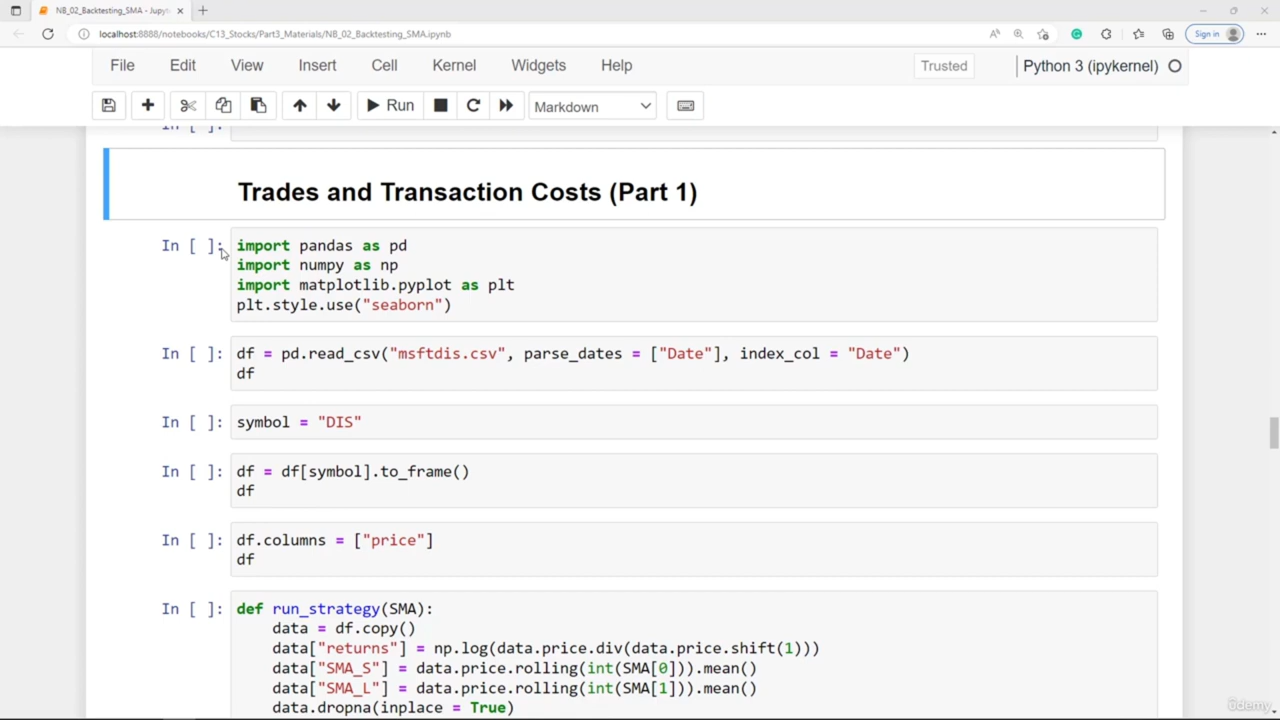 NB_02_Backtesting_SMA - Jupyt
localhost:8888/notebooks/C13_Stocks/Part3_Materials/NB_02_Backtesting_SMA.ipynb
Sign in
File Edit View Insert Cell Kernel Widgets Help
Trusted
Python 3 (ipykernel)
Run
Markdown
In [ ]:
Trades and Transaction Costs (Part 1)
In [ ]: import pandas as pd
import numpy as np
import matplotlib.pyplot as plt
plt.style.use("seaborn")
In [ ]: df = pd.read_csv("msftdis.csv", parse_dates = ["Date"], index_col = "Date")
df
In [ ]: symbol = "DIS"
In [ ]: df = df[symbol].to_frame()
df
In [ ]: df.columns = ["price"]
df
In [ ]: def run_strategy(SMA):
data = df.copy()
data["returns"] = np.log(data.price.div(data.price.shift(1)))
data["SMA_S"] = data.price.rolling(int(SMA[0])).mean()
data["SMA_L"] = data.price.rolling(int(SMA[1])).mean()
data.dropna(inplace = True)
ûdemy